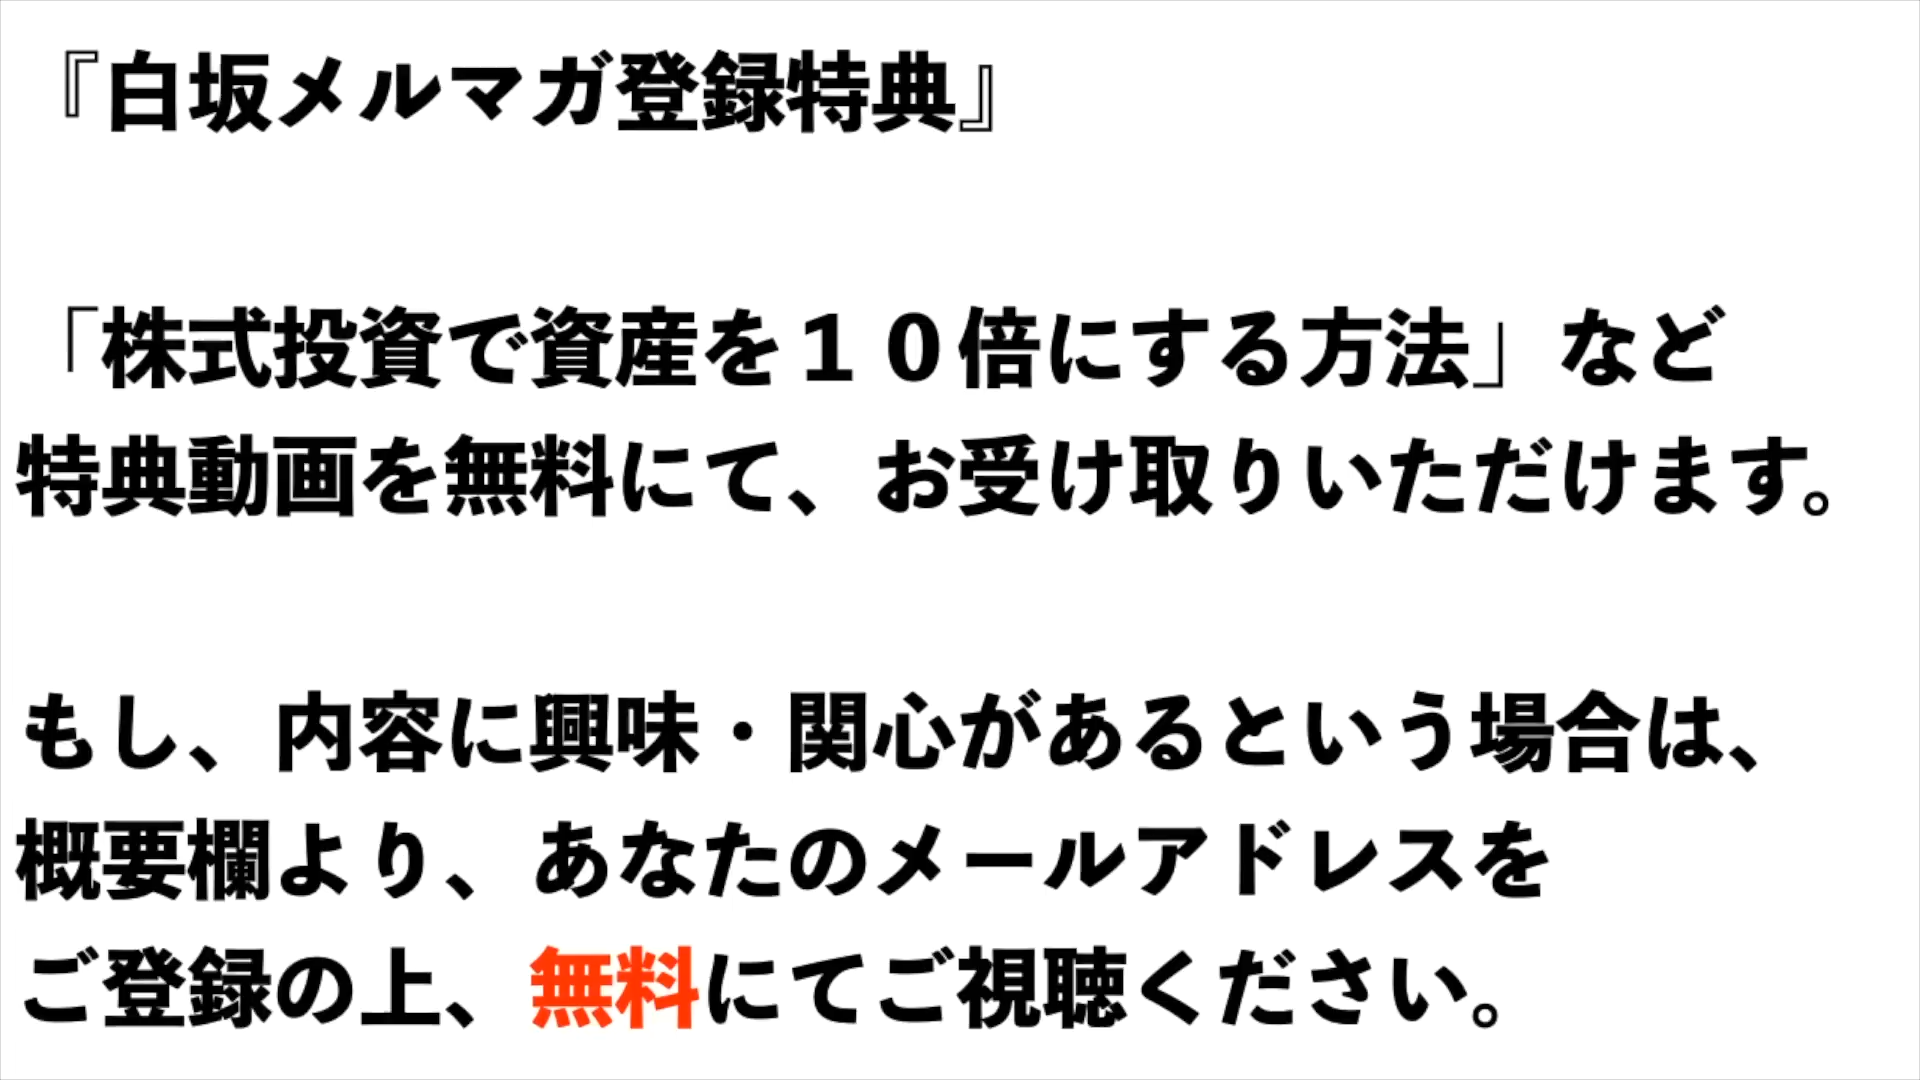 『白坂メルマガ登録特典』
「株式投資で資産を１０倍にする方法」など
特典動画を無料にて、お受け取りいただけます。
もし、内容に興味・関心があるという場合は、
概要欄より、あなたのメールアドレスを
ご登録の上、無料にてご視聴ください。